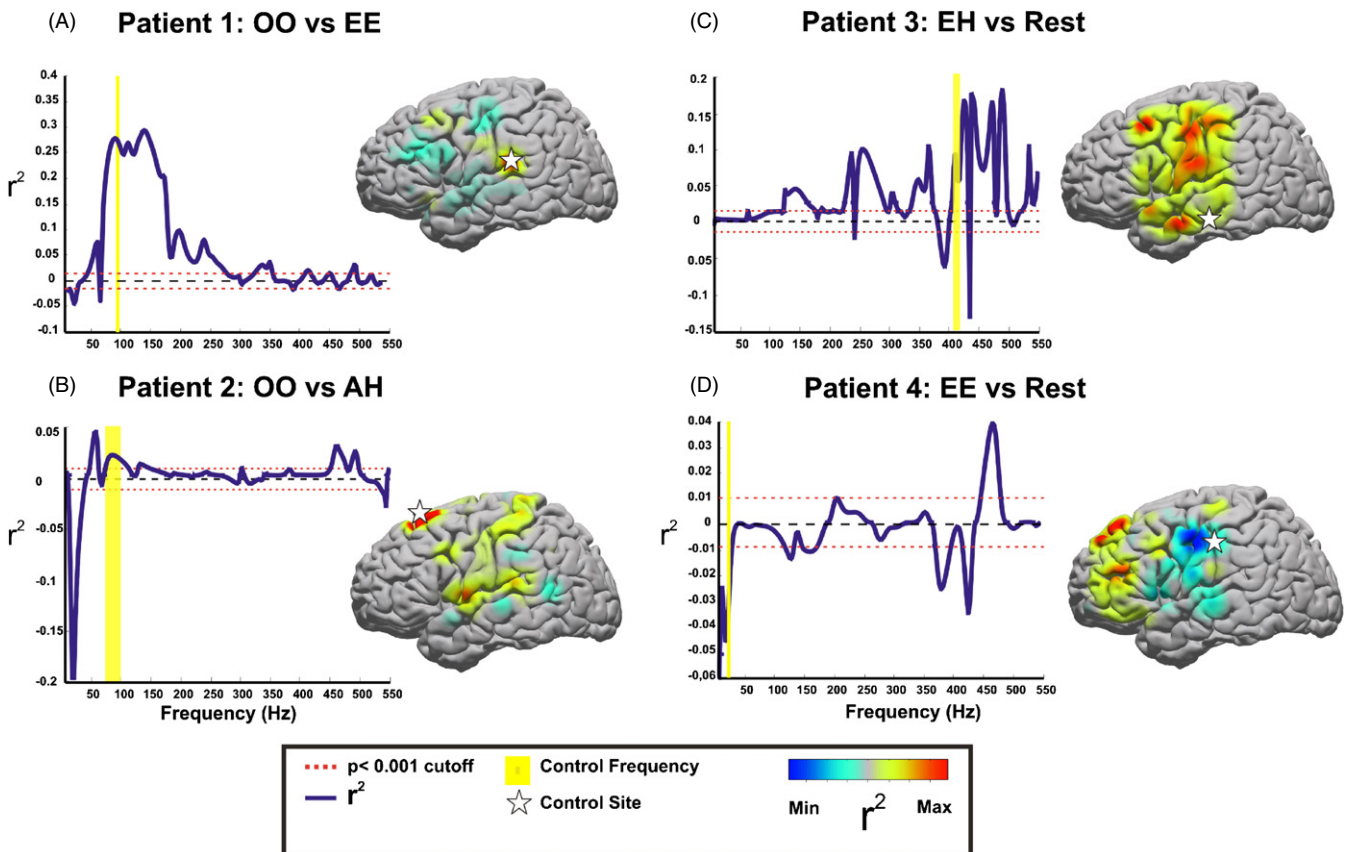 (A) Patient 1: OO vs EE
0.4
0.35
0.3
0.25
0.2
0.15
0.1
0.05
0
-0.05
-0.1
r²
50 100 150 200 250 300 350 400 450 500 550
(C) Patient 3: EH vs Rest
0.2
0.15
0.1
0.05
0
0.05
0.1
-0.15
r²
50 100 150 200 250 300 350 400 450 500 550
(B) Patient 2: OO vs AH
0.05
0
-0.05
-0.1
-0.15
-0.2
r²
50 100 150 200 250 300 350 400 450 500 550
Frequency (Hz)
(D) Patient 4: EE vs Rest
0.04
0.03
0.02
0.01
0
-0.01
-0.02
-0.03
-0.04
-0.05
-0,06
r²
50 100 150 200 250 300 350 400 450 500 550
Frequency (Hz)
p< 0.001 cutoff
r²
Control Frequency
Control Site
Min r² Max